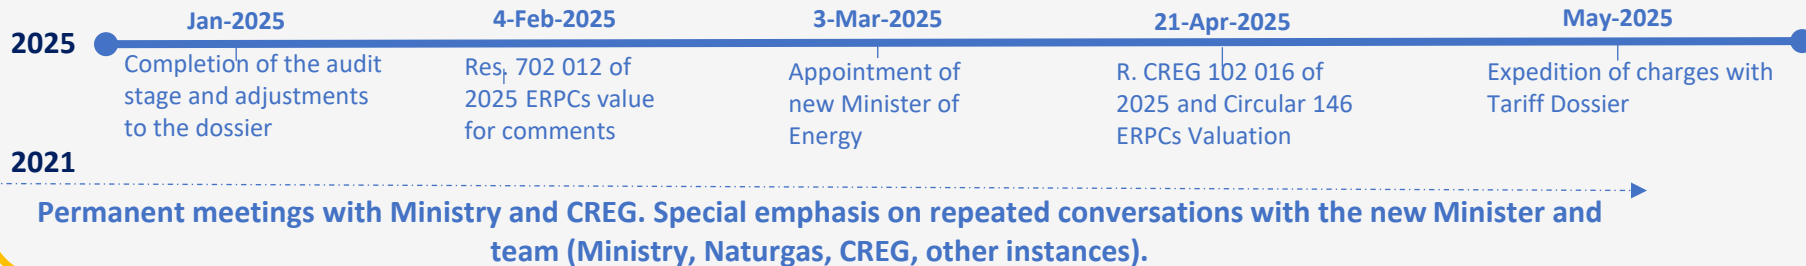 Jan-2025
4-Feb-2025
3-Mar-2025
21-Apr-2025
May-2025
2025
Completion of the audit
stage and adjustments
to the dossier
Res, 702 012 of
2025 ERPCs value
for comments
Appointment of
new Minister of
Energy
R. CREG 102 016 of
2025 and Circular 146
ERPCs Valuation
Expedition of charges with
Tariff Dossier
2021
Permanent meetings with Ministry and CREG. Special emphasis on repeated conversations with the new Minister and
team (Ministry, Naturgas, CREG, other instances).